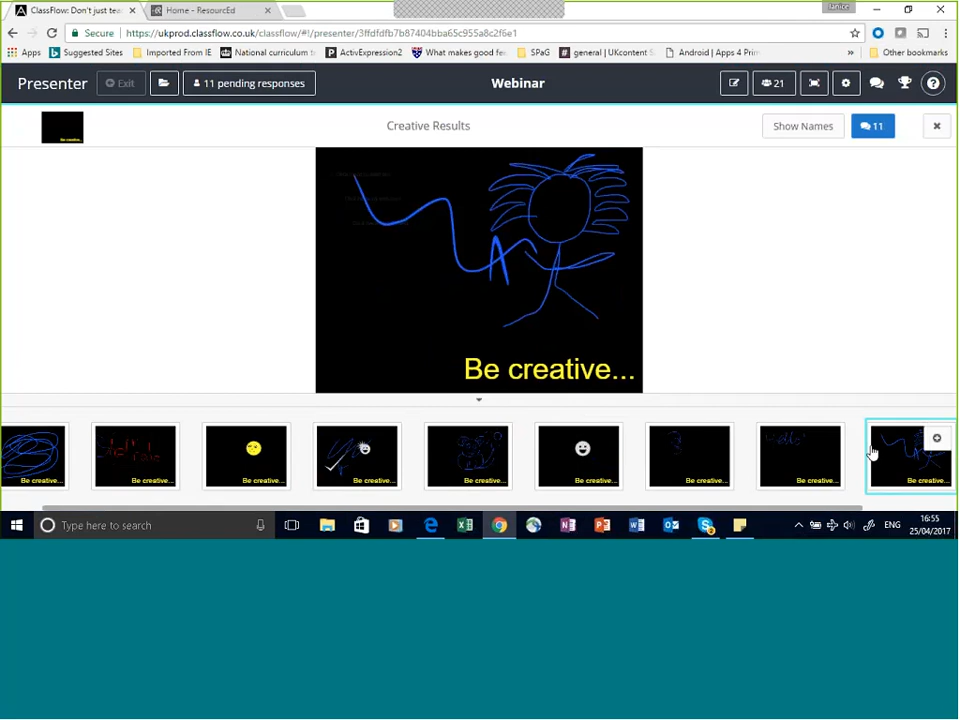 ClassFlow: Don't just tea
Home - ResourcEd
sanice
Secure
https://ukprod.classflow.co.uk/classflow/#!/presenter/3ffdfdfb7b87404bba65c955a8c2f6e1
Apps Suggested Sites Imported From IE National curriculum t ActivExpression2 What makes good fe SPaG general | UKcontent Android | Apps 4 Prim » Other bookmarks
Presenter Exit 11 pending responses Webinar 21
Creative Results Show Names 11
Be creative...
A
Be creative...
Be creative... Be creative... Be creative... Be creative... Be creative... Be creative... Be creative... Be creative... Be creative...
Hello
Type here to search
ENG
16:55
25/04/2017